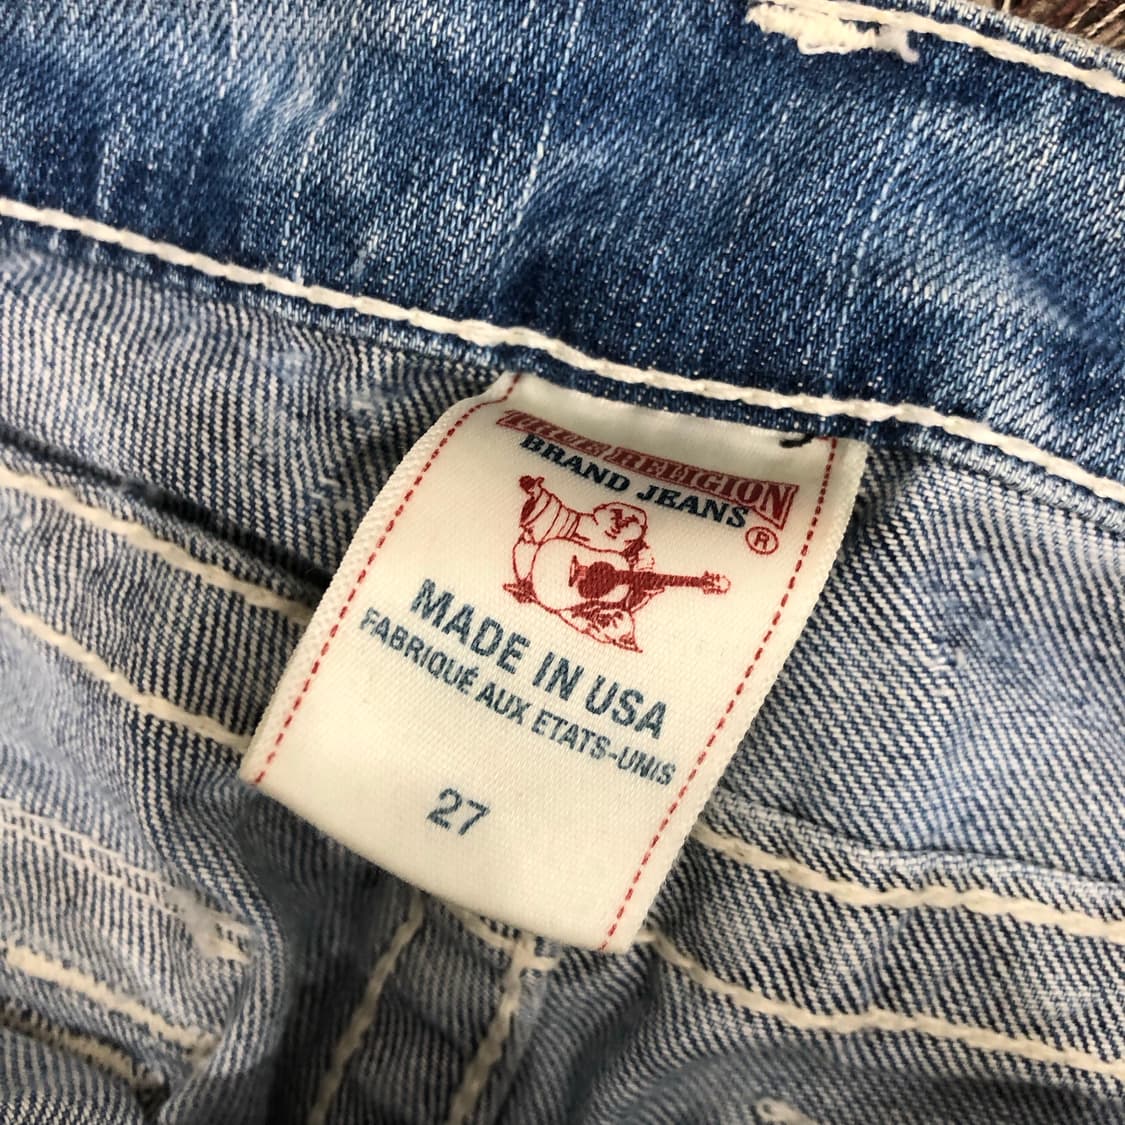 TRUE RELIGION
BRAND JEANS
®
MADE IN USA
FABRIQUÉ AUX ETATS-UNIS
27